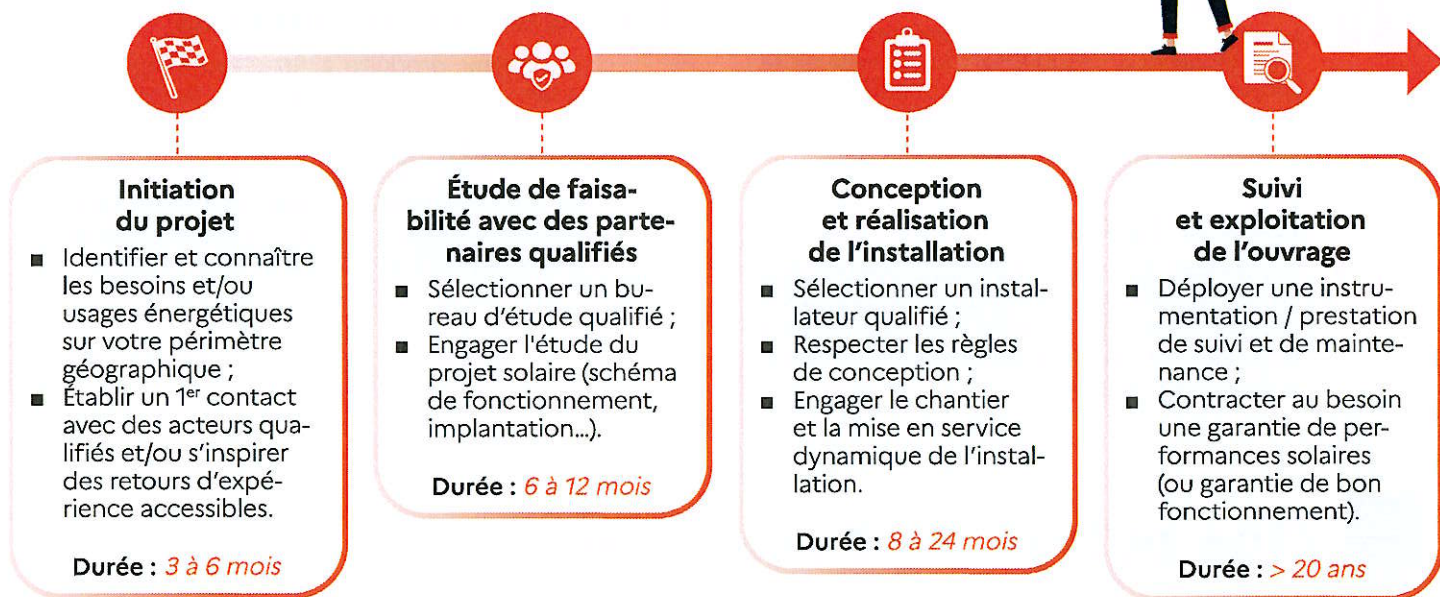 Initiation
du projet
■ Identifier et connaître
les besoins et/ou
usages énergétiques
sur votre périmètre
géographique ;
■ Établir un 1er contact
avec des acteurs qua-
lifiés et/ou s'inspirer
des retours d'expé-
rience accessibles.
Durée : 3 à 6 mois
Étude de faisa-
bilité avec des parte-
naires qualifiés
■ Sélectionner un bu-
reau d'étude qualifié ;
■ Engager l'étude du
projet solaire (schéma
de fonctionnement,
implantation...).
Durée : 6 à 12 mois
Conception
et réalisation
de l'installation
■ Sélectionner un instal-
lateur qualifié ;
■ Respecter les règles
de conception ;
■ Engager le chantier
et la mise en service
dynamique de l'instal-
lation.
Durée : 8 à 24 mois
Suivi
et exploitation
de l'ouvrage
■ Déployer une instru-
mentation / prestation
de suivi et de mainte-
nance ;
■ Contracter au besoin
une garantie de per-
formances solaires
(ou garantie de bon
fonctionnement).
Durée : > 20 ans